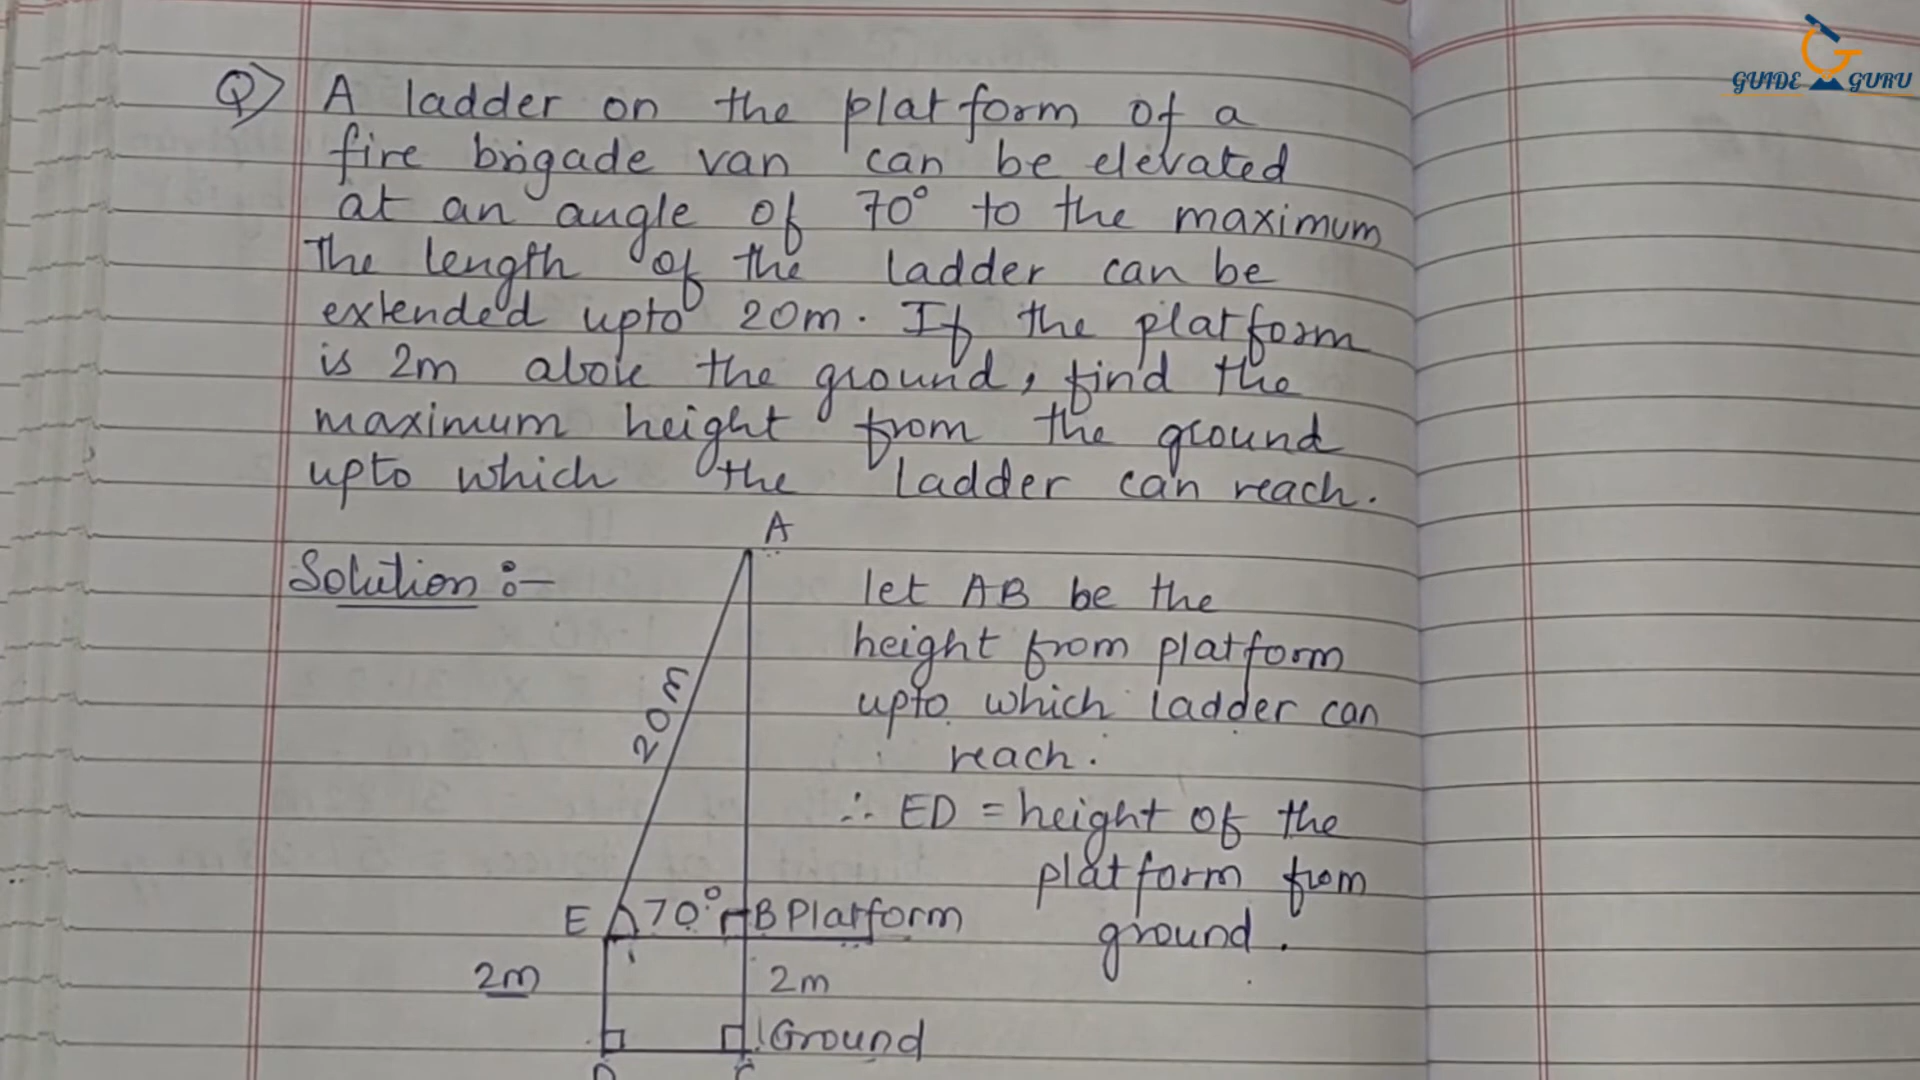 GUIDE GURU
Q) A ladder on the platform of a
fire brigade van can be elevated
at an angle of 70° to the maximum
The length of the ladder can be
extended upto 20m. If the platform
is 2m above the ground, find the
maximum height from the ground
upto which the ladder can reach.
A
Solution :-
let AB be the
height from platform
upto which ladder can
reach.
20m
∴ ED = height of the
platform from
ground.
E 70° B Platform
2m 2m
Ground
D C